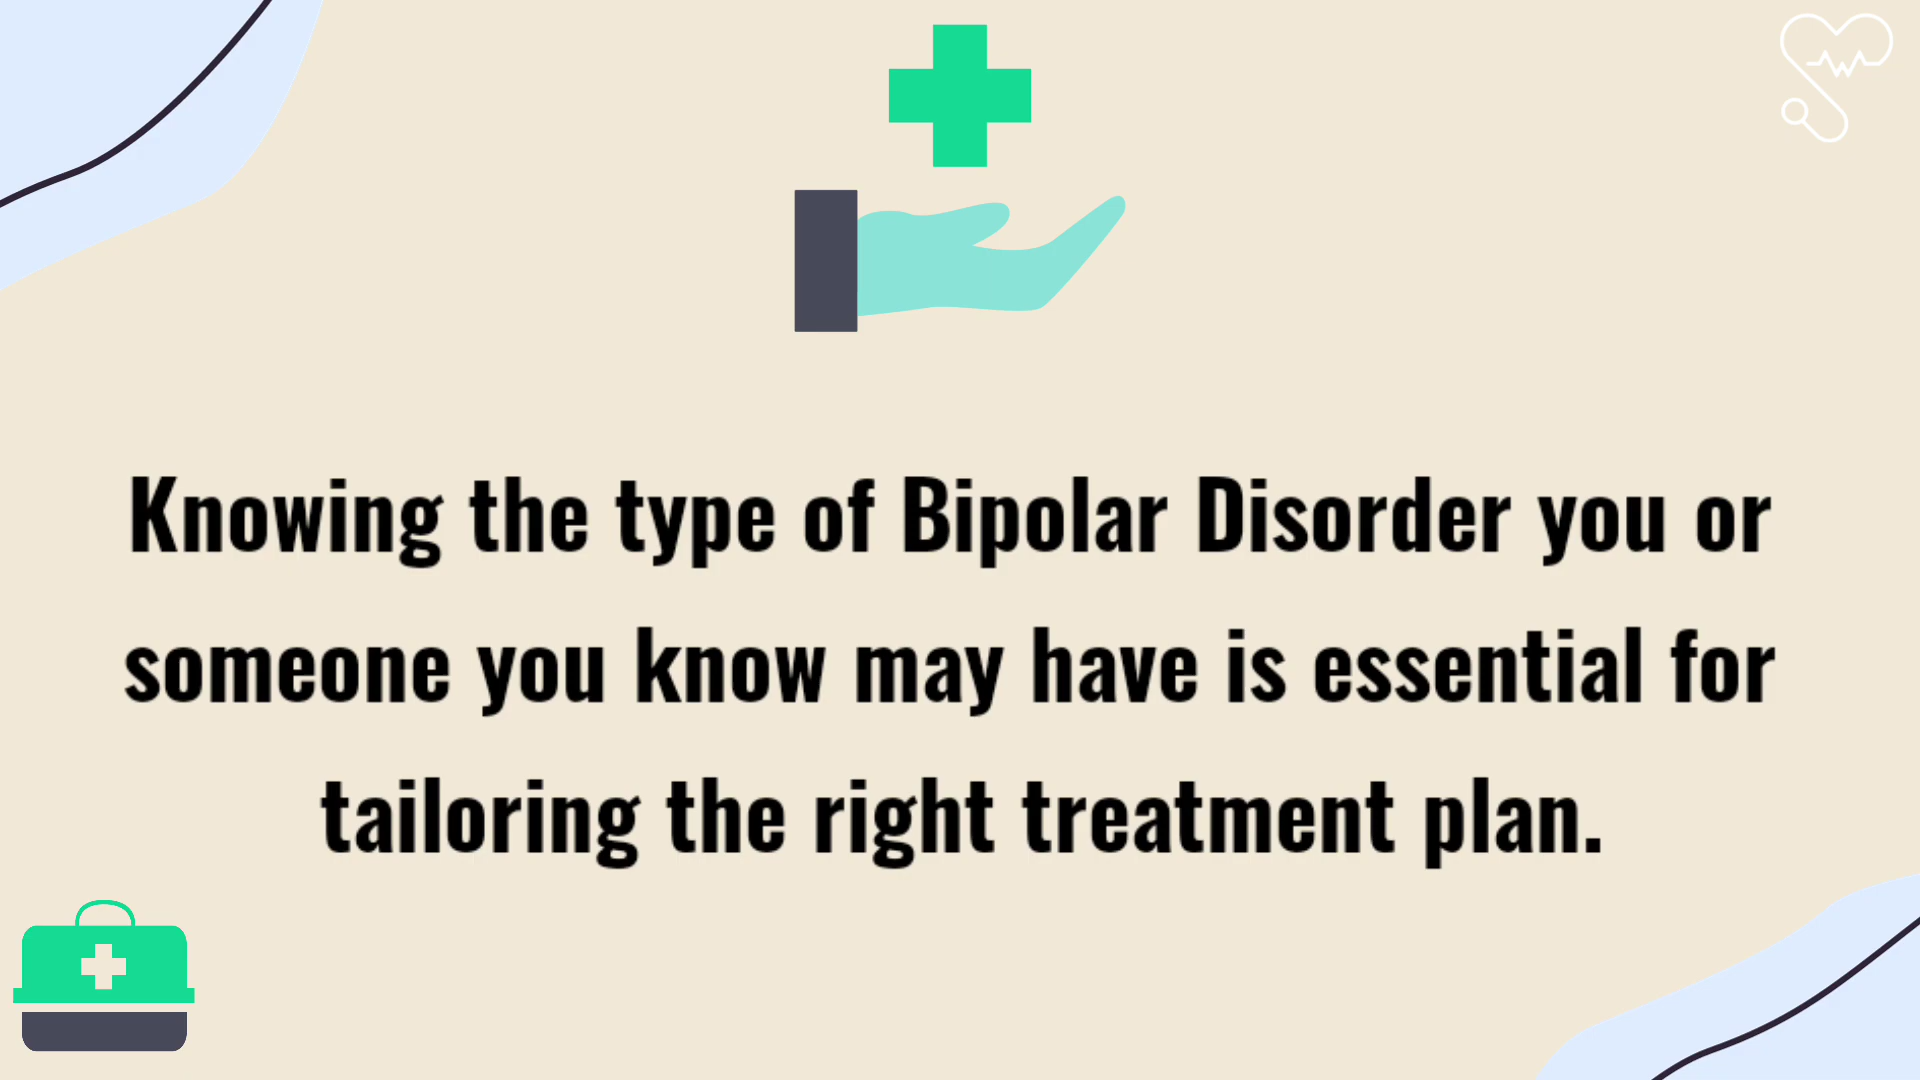 Knowing the type of Bipolar Disorder you or
someone you know may have is essential for
tailoring the right treatment plan.